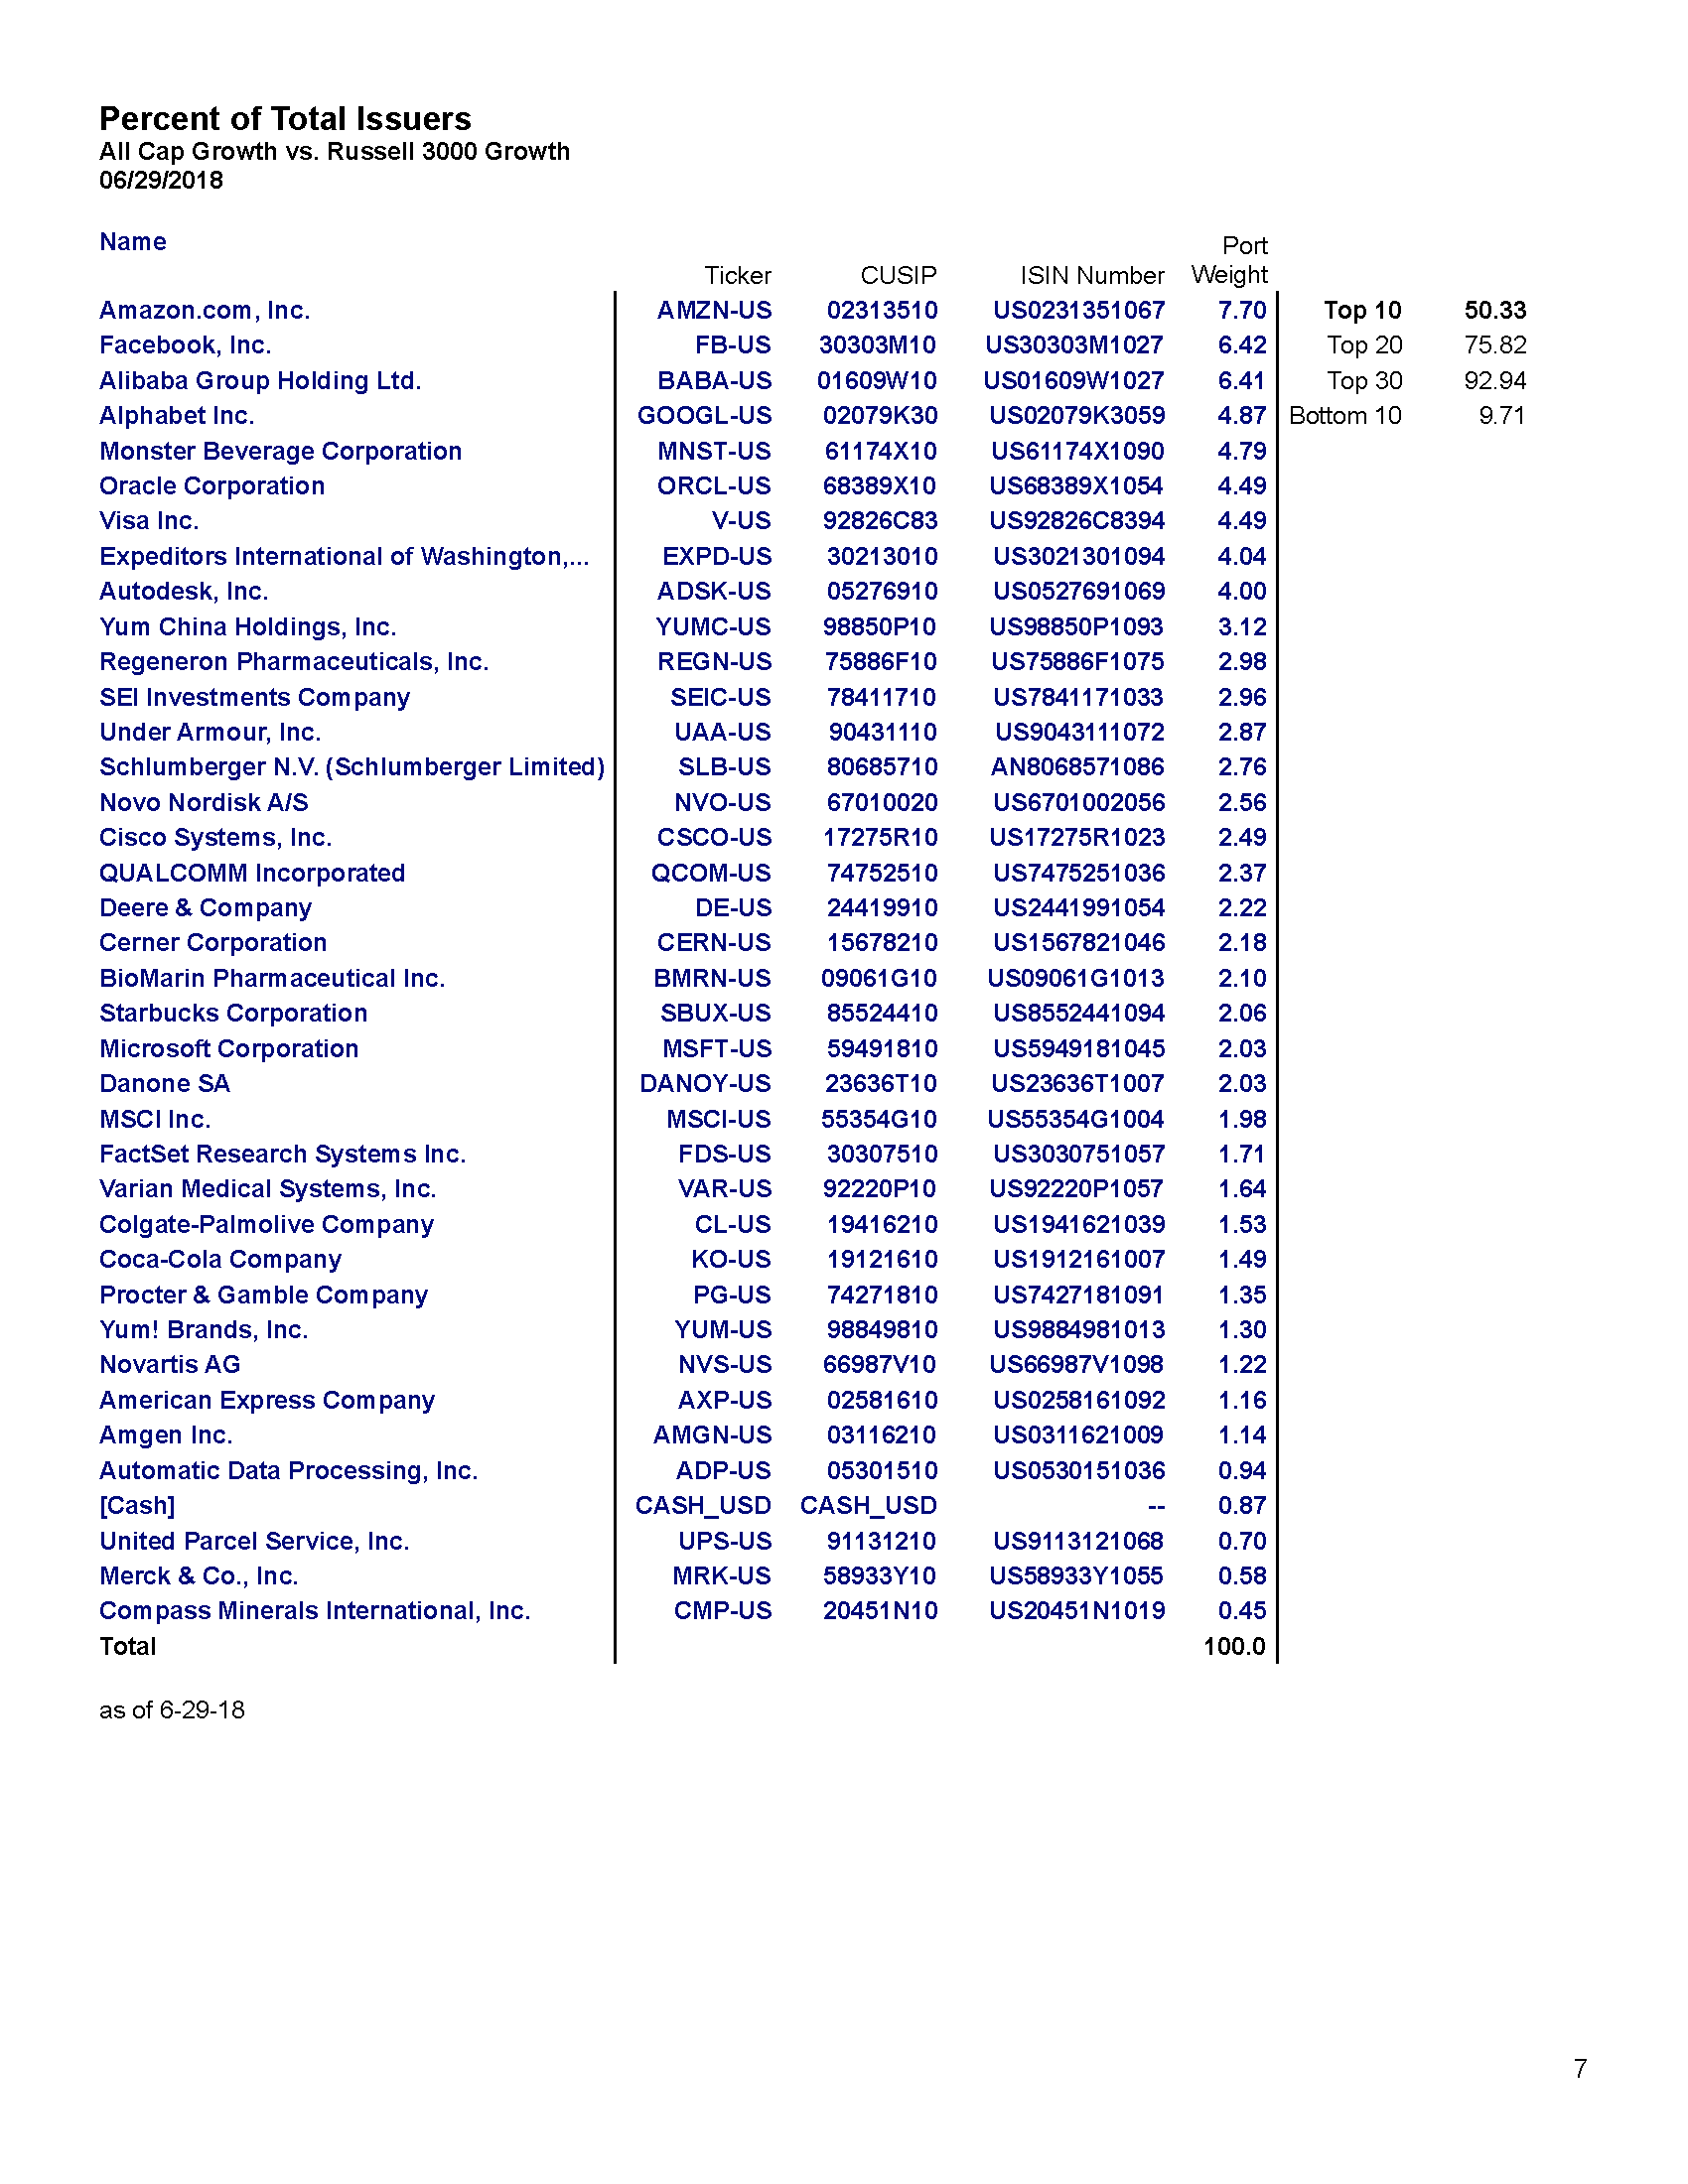 Percent of Total Issuers
All Cap Growth vs. Russell 3000 Growth
06/29/2018
Name Ticker CUSIP ISIN Number Port Weight
Amazon.com, Inc. AMZN-US 02313510 US0231351067 7.70 Top 10 50.33
Facebook, Inc. FB-US 30303M10 US30303M1027 6.42 Top 20 75.82
Alibaba Group Holding Ltd. BABA-US 01609W10 US01609W1027 6.41 Top 30 92.94
Alphabet Inc. GOOGL-US 02079K30 US02079K3059 4.87 Bottom 10 9.71
Monster Beverage Corporation MNST-US 61174X10 US61174X1090 4.79
Oracle Corporation ORCL-US 68389X10 US68389X1054 4.49
Visa Inc. V-US 92826C83 US92826C8394 4.49
Expeditors International of Washington,... EXPD-US 30213010 US3021301094 4.04
Autodesk, Inc. ADSK-US 05276910 US0527691069 4.00
Yum China Holdings, Inc. YUMC-US 98850P10 US98850P1093 3.12
Regeneron Pharmaceuticals, Inc. REGN-US 75886F10 US75886F1075 2.98
SEI Investments Company SEIC-US 78411710 US7841171033 2.96
Under Armour, Inc. UAA-US 90431110 US9043111072 2.87
Schlumberger N.V. (Schlumberger Limited) SLB-US 80685710 AN8068571086 2.76
Novo Nordisk A/S NVO-US 67010020 US6701002056 2.56
Cisco Systems, Inc. CSCO-US 17275R10 US17275R1023 2.49
QUALCOMM Incorporated QCOM-US 74752510 US7475251036 2.37
Deere & Company DE-US 24419910 US2441991054 2.22
Cerner Corporation CERN-US 15678210 US1567821046 2.18
BioMarin Pharmaceutical Inc. BMRN-US 09061G10 US09061G1013 2.10
Starbucks Corporation SBUX-US 85524410 US8552441094 2.06
Microsoft Corporation MSFT-US 59491810 US5949181045 2.03
Danone SA DANOY-US 23636T10 US23636T1007 2.03
MSCI Inc. MSCI-US 55354G10 US55354G1004 1.98
FactSet Research Systems Inc. FDS-US 30307510 US3030751057 1.71
Varian Medical Systems, Inc. VAR-US 92220P10 US92220P1057 1.64
Colgate-Palmolive Company CL-US 19416210 US1941621039 1.53
Coca-Cola Company KO-US 19121610 US1912161007 1.49
Procter & Gamble Company PG-US 74271810 US7427181091 1.35
Yum! Brands, Inc. YUM-US 98849810 US9884981013 1.30
Novartis AG NVS-US 66987V10 US66987V1098 1.22
American Express Company AXP-US 02581610 US0258161092 1.16
Amgen Inc. AMGN-US 03116210 US0311621009 1.14
Automatic Data Processing, Inc. ADP-US 05301510 US0530151036 0.94
[Cash] CASH_USD CASH_USD -- 0.87
United Parcel Service, Inc. UPS-US 91131210 US9113121068 0.70
Merck & Co., Inc. MRK-US 58933Y10 US58933Y1055 0.58
Compass Minerals International, Inc. CMP-US 20451N10 US20451N1019 0.45
Total 100.0
as of 6-29-18
7